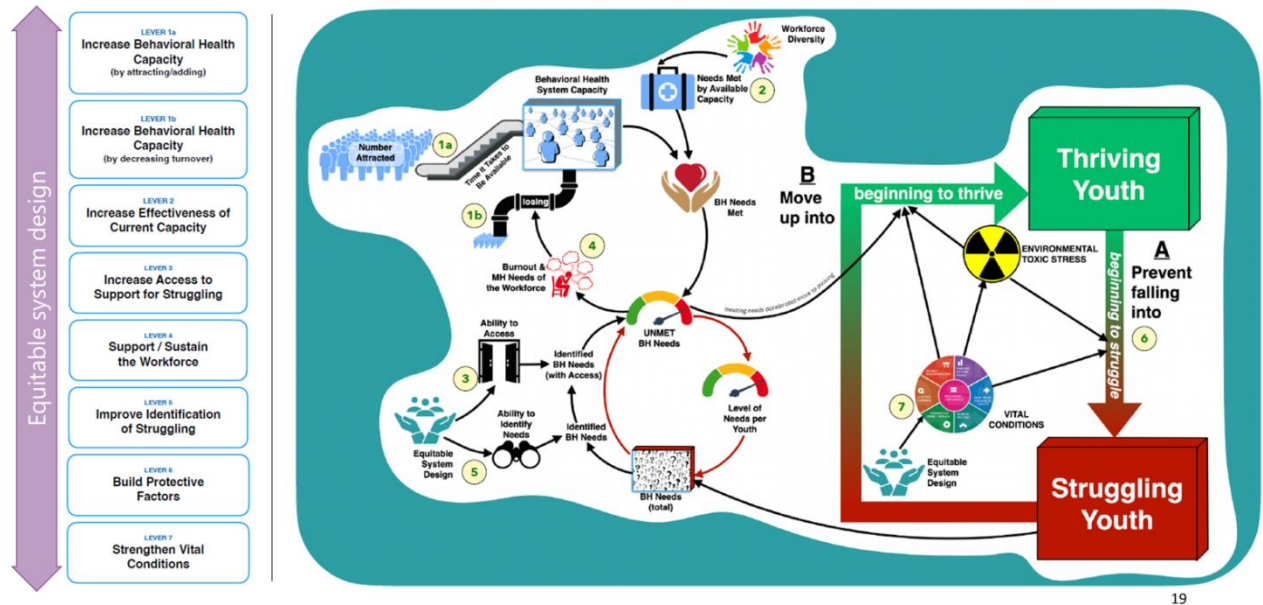 Equitable system design
LEVER 1a
Increase Behavioral Health
Capacity
(by attracting/adding)
LEVER 1b
Increase Behavioral Health
Capacity
(by decreasing turnover)
LEVER 2
Increase Effectiveness of
Current Capacity
LEVER 3
Increase Access to
Support for Struggling
LEVER 4
Support / Sustain
the Workforce
LEVER 5
Improve Identification
of Struggling
LEVER 6
Build Protective
Factors
LEVER 7
Strengthen Vital
Conditions
Workforce
Diversity
Needs Met
by Available
Capacity
2
Behavioral Health
System Capacity
Number
Attracted
1a
Time It Takes to
Be Available
losing
1b
BH Needs
Met
4
Burnout &
MH Needs of
the Workforce
UNMET
BH Needs
meeting needs accelerated move to thriving
Ability to
Access
3
Identified
BH Needs
(with Access)
Level of
Needs per
Youth
Equitable
System
Design
5
Ability to
Identify
Needs
Identified
BH Needs
BH Needs
(total)
B
Move
up into
beginning to thrive
Thriving
Youth
ENVIRONMENTAL
TOXIC STRESS
beginning to struggle
A
Prevent
falling
into
6
7
VITAL
CONDITIONS
Equitable
System
Design
Struggling
Youth
19